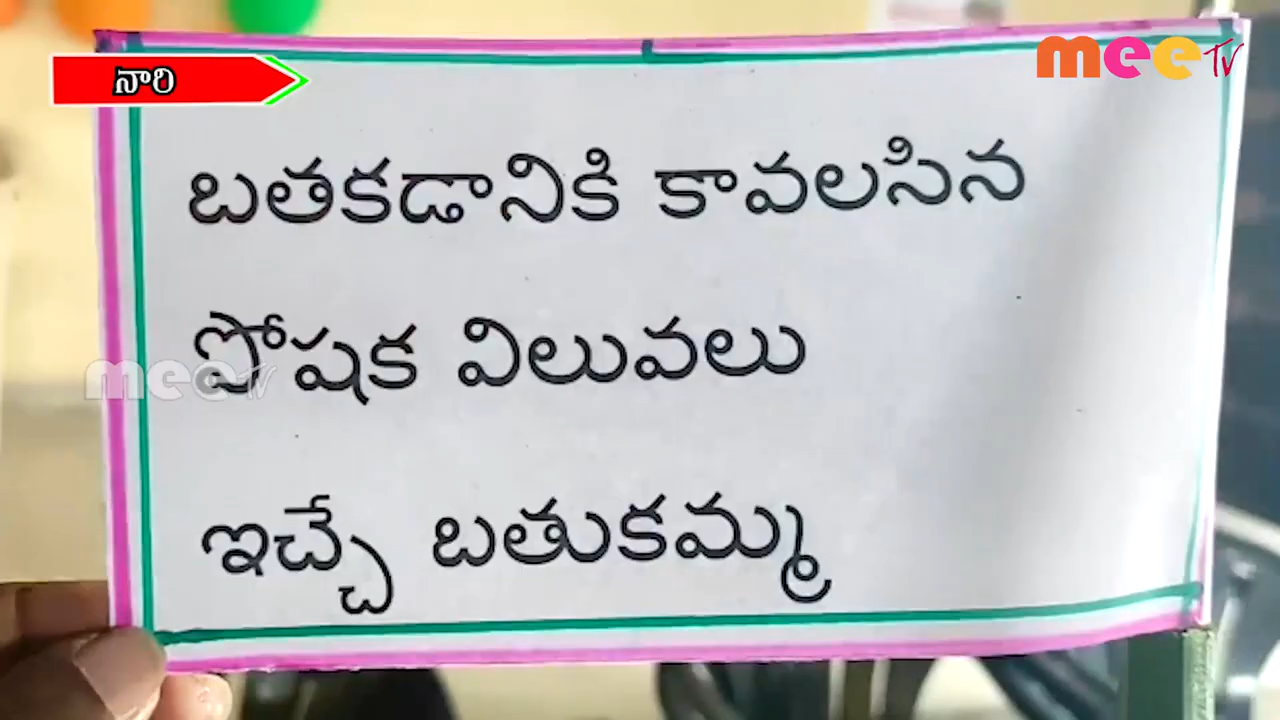 నారి
meeTV
బతకడానికి కావలసిన
పోషక విలువలు
meeTV
ఇచ్చే బతుకమ్మ